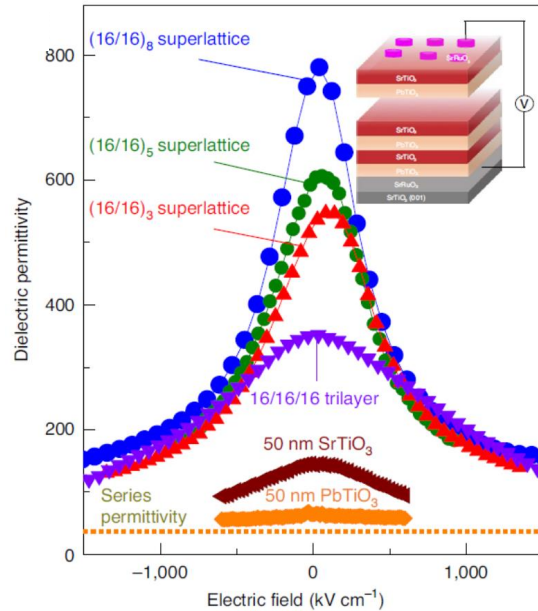 800
600
400
200
0
Dielectric permittivity
(16/16)₈ superlattice
(16/16)₅ superlattice
(16/16)₃ superlattice
16/16/16 trilayer
50 nm SrTiO₃
50 nm PbTiO₃
Series
permittivity
SrRuO₃
SrTiO₃
PbTiO₃
SrTiO₃
PbTiO₃
SrTiO₃
PbTiO₃
SrRuO₃
SrTiO₃ (001)
V
–1,000
0
1,000
Electric field (kV cm⁻¹)